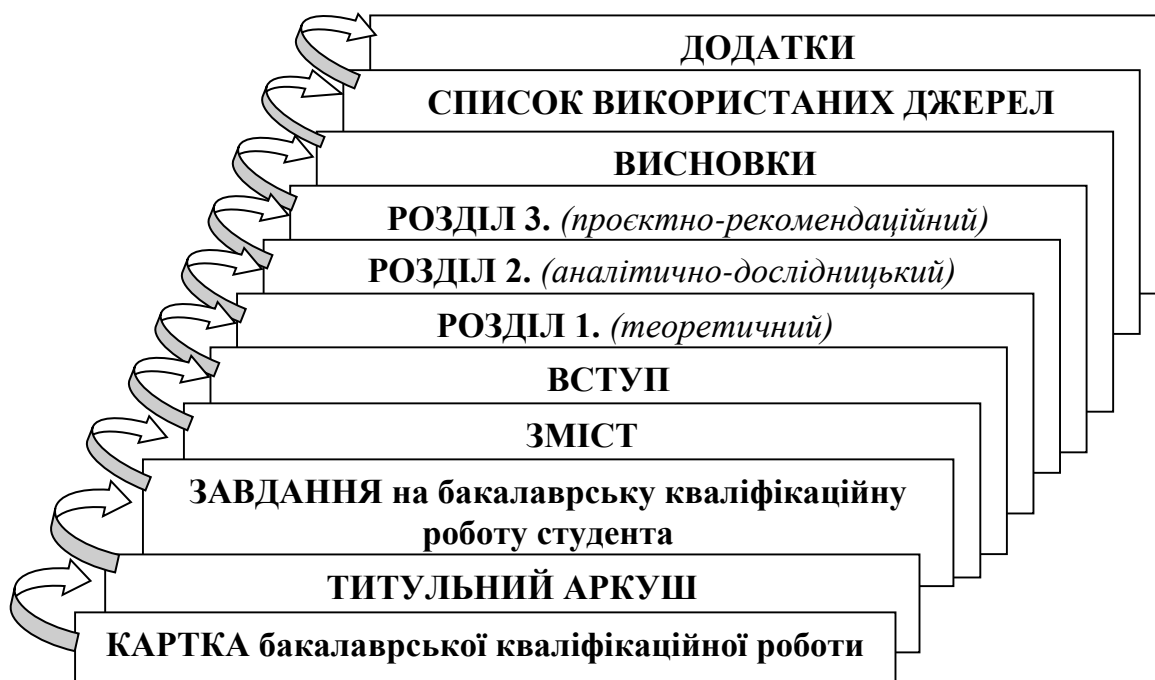 ДОДАТКИ
СПИСОК ВИКОРИСТАНИХ ДЖЕРЕЛ
ВИСНОВКИ
РОЗДІЛ 3. (проєктно-рекомендаційний)
РОЗДІЛ 2. (аналітично-дослідницький)
РОЗДІЛ 1. (теоретичний)
ВСТУП
ЗМІСТ
ЗАВДАННЯ на бакалаврську кваліфікаційну
роботу студента
ТИТУЛЬНИЙ АРКУШ
КАРТКА бакалаврської кваліфікаційної роботи